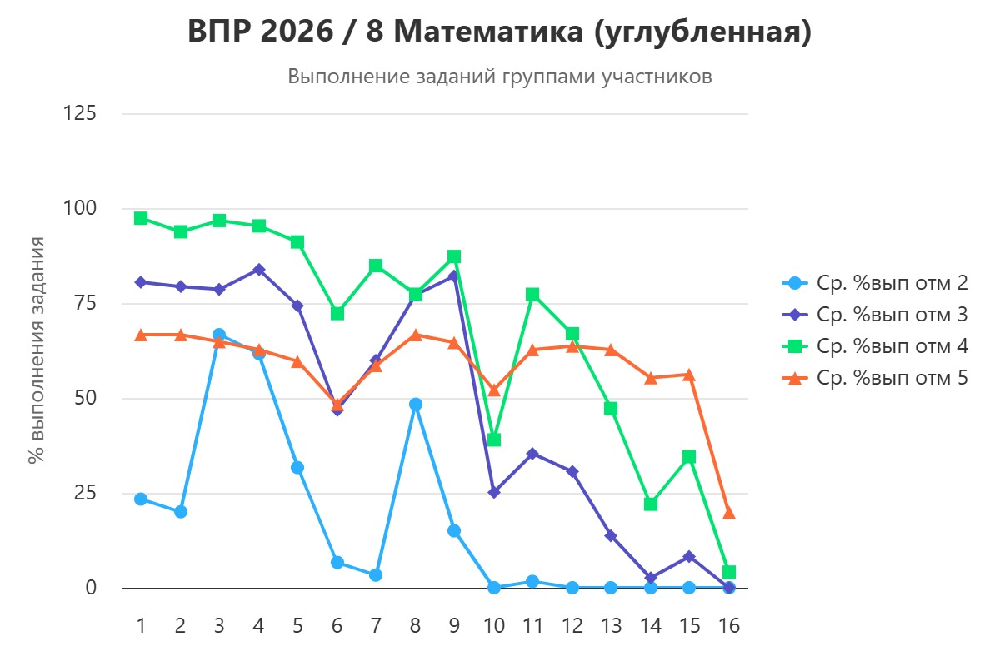 ВПР 2026 / 8 Математика (углубленная)
Выполнение заданий группами участников
% выполнения задания
125
100
75
50
25
0
1 2 3 4 5 6 7 8 9 10 11 12 13 14 15 16
Ср. %вып отм 2
Ср. %вып отм 3
Ср. %вып отм 4
Ср. %вып отм 5